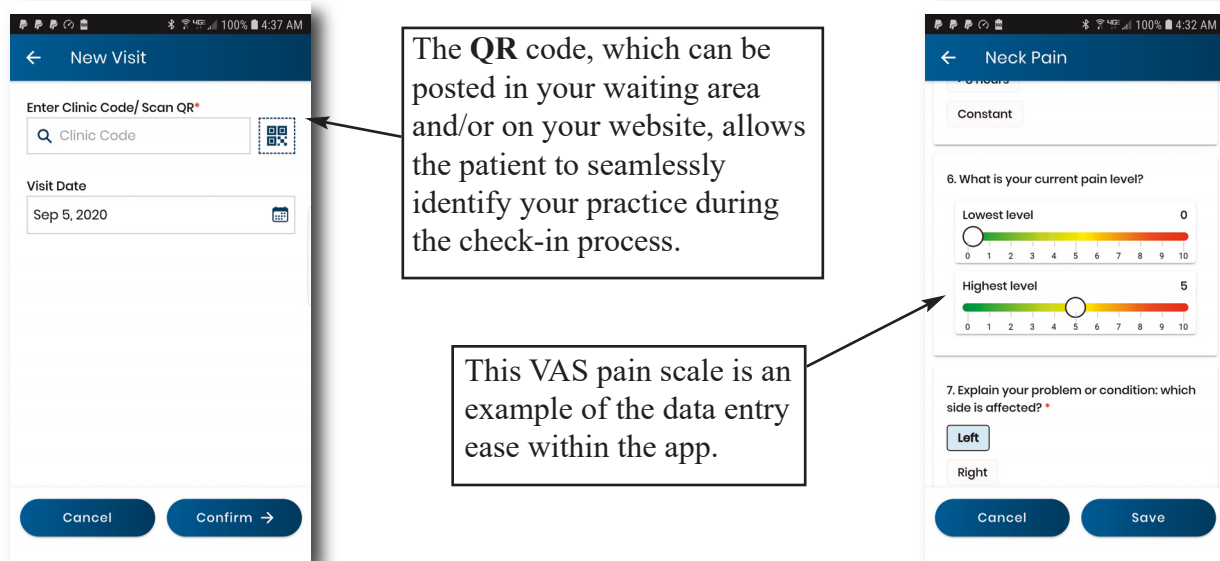 4G 100% 4:37 AM
New Visit
Enter Clinic Code/ Scan QR*
Clinic Code
Visit Date
Sep 5, 2020
Cancel
Confirm →
The QR code, which can be
posted in your waiting area
and/or on your website, allows
the patient to seamlessly
identify your practice during
the check-in process.
This VAS pain scale is an
example of the data entry
ease within the app.
4G 100% 4:32 AM
Neck Pain
Constant
6. What is your current pain level?
Lowest level 0
0 1 2 3 4 5 6 7 8 9 10
Highest level 5
0 1 2 3 4 5 6 7 8 9 10
7. Explain your problem or condition: which
side is affected? *
Left
Right
Cancel
Save